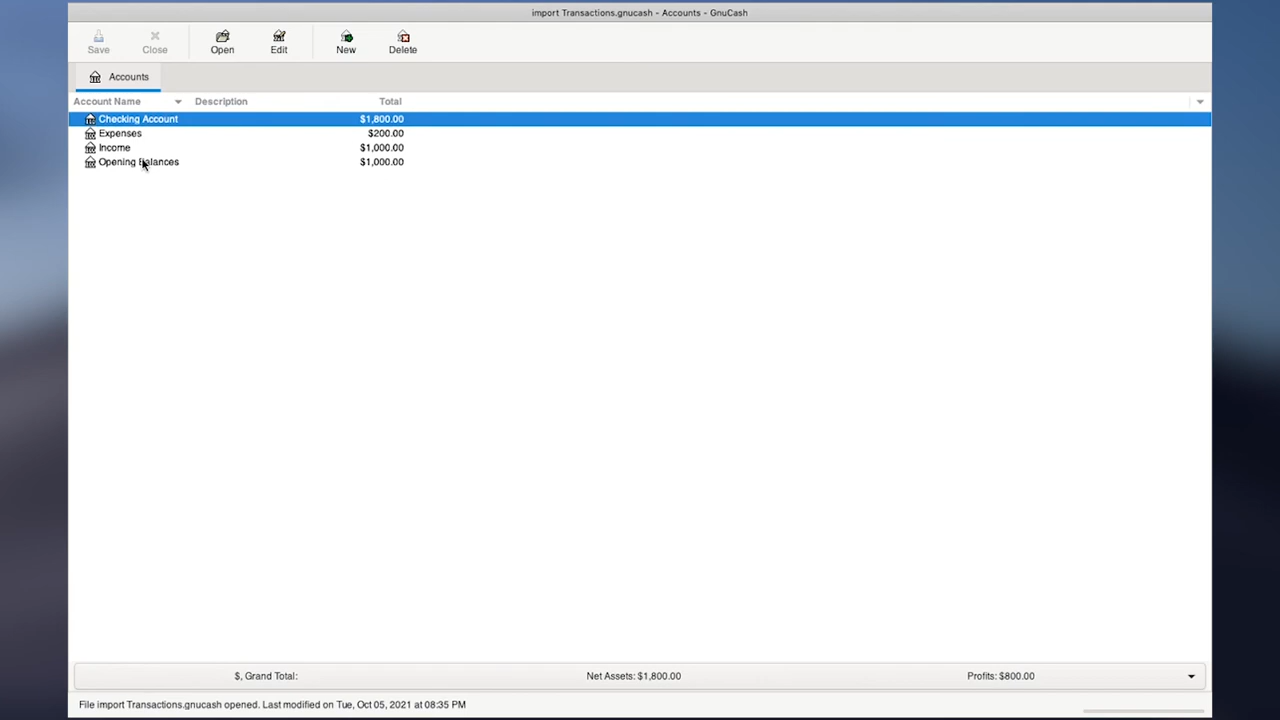 import Transactions.gnucash - Accounts - GnuCash
Save Close Open Edit New Delete
Accounts
Account Name Description Total
Checking Account $1,800.00
Expenses $200.00
Income $1,000.00
Opening Balances $1,000.00
$, Grand Total: Net Assets: $1,800.00 Profits: $800.00
File import Transactions.gnucash opened. Last modified on Tue, Oct 05, 2021 at 08:35 PM